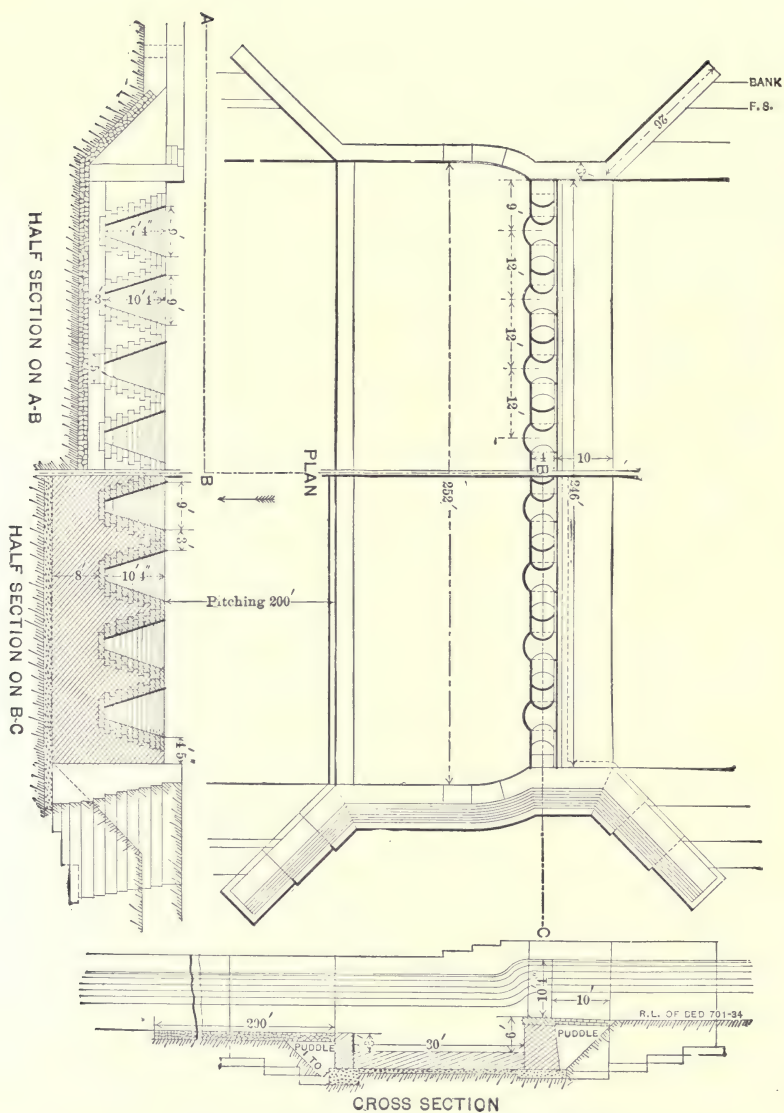 A
BANK
F.S.
26'
3'
9'
7' 4"
9'
9'
12'
3'
10' 4"
9'
12'
12'
5'
HALF SECTION ON A-B
4
10
B
PLAN
B
252'
246'
9'
3'
8'
10' 4"
Pitching 200'
HALF SECTION ON B-C
C
10' 4"
10'
R.L. OF BED 701·34
200'
PUDDLE
TO
3'
30'
9'
PUDDLE
CROSS SECTION